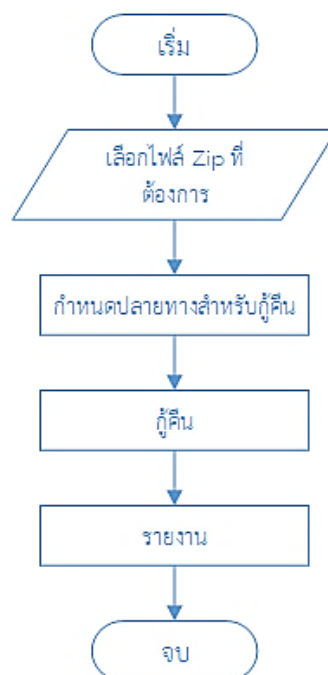 เริ่ม
เลือกไฟล์ Zip ที่
ต้องการ
กำหนดปลายทางสำหรับกู้คืน
กู้คืน
รายงาน
จบ